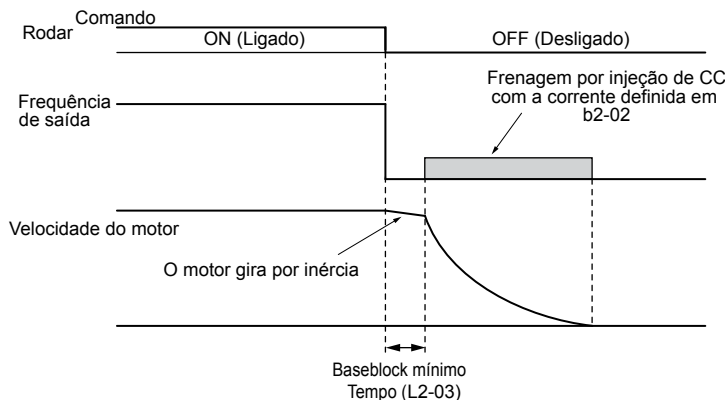 Comando
Rodar
ON (Ligado)
OFF (Desligado)
Frenagem por injeção de CC
com a corrente definida em
b2-02
Frequência
de saída
Velocidade do motor
O motor gira por inércia
Baseblock mínimo
Tempo (L2-03)